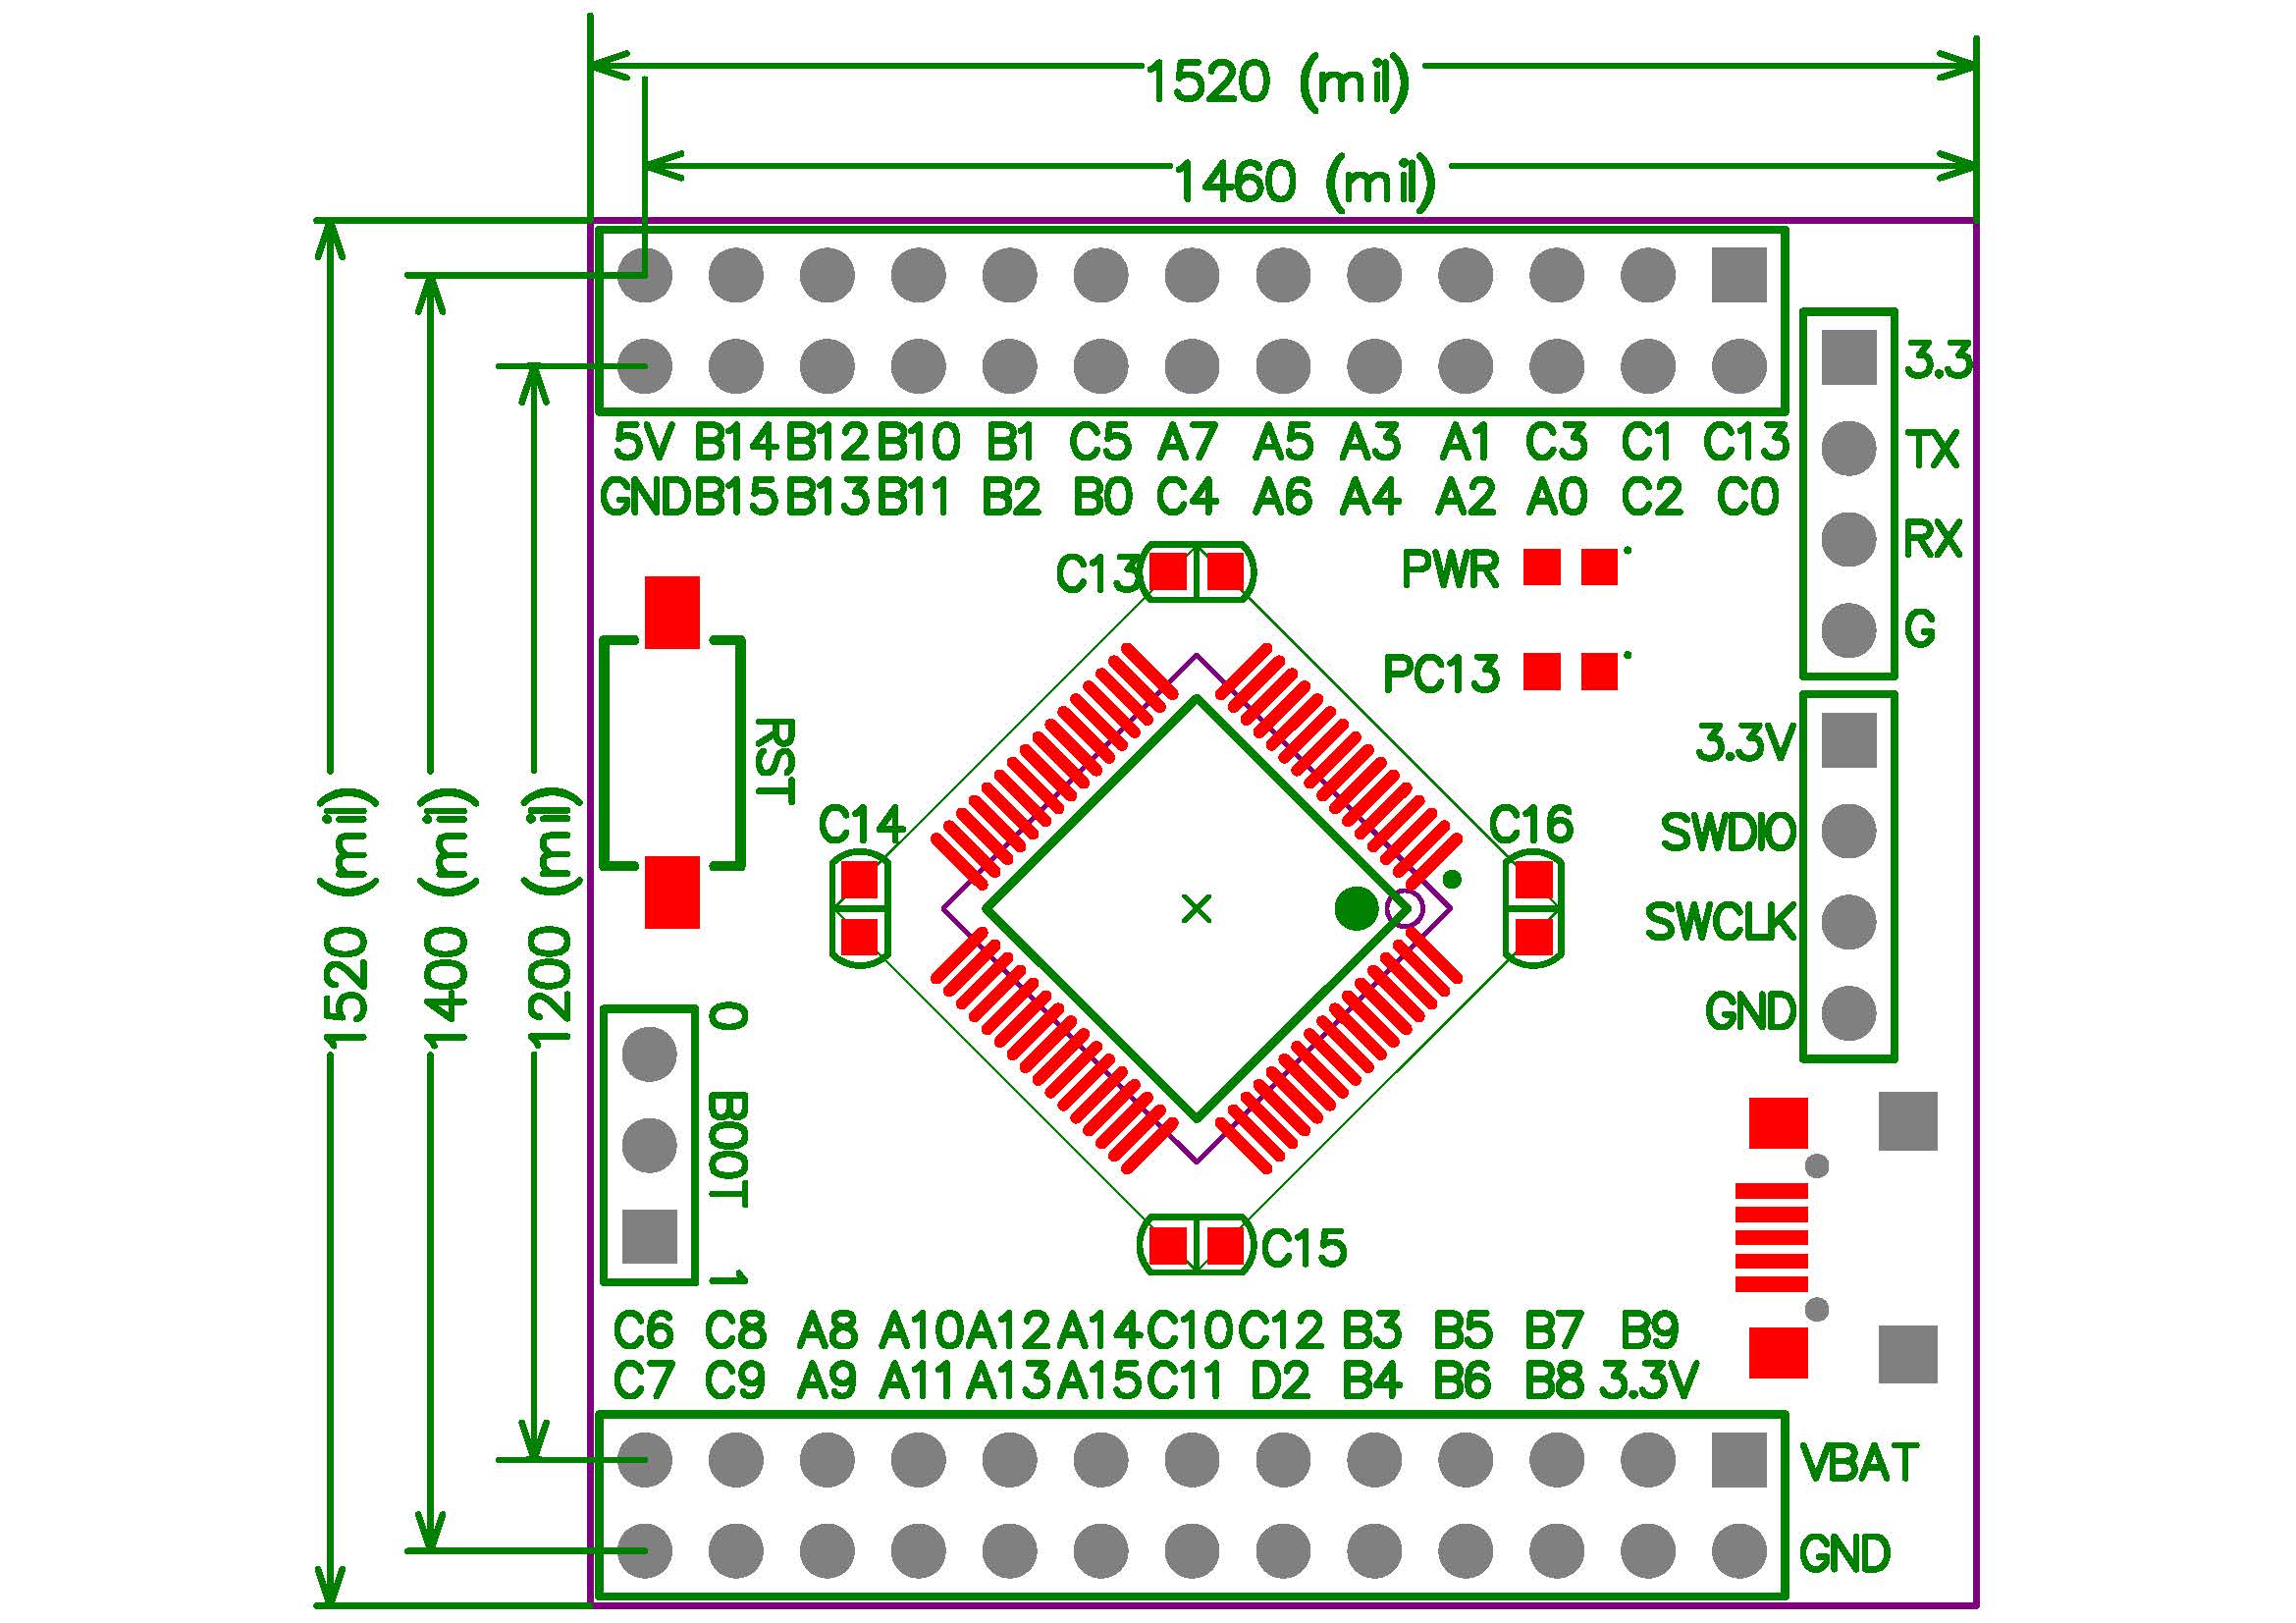 1520 (mil)
1460 (mil)
1520 (mil)
1400 (mil)
1200 (mil)
5V B14 B12 B10 B1 C5 A7 A5 A3 A1 C3 C1 C13
GND B15 B13 B11 B2 B0 C4 A6 A4 A2 A0 C2 C0
3.3
TX
RX
G
C13
PWR
PC13
RST
C14
C16
3.3V
SWDIO
SWCLK
GND
0 BOOT 1
C15
C6 C8 A8 A10 A12 A14 C10 C12 B3 B5 B7 B9
C7 C9 A9 A11 A13 A15 C11 D2 B4 B6 B8 3.3V
VBAT
GND